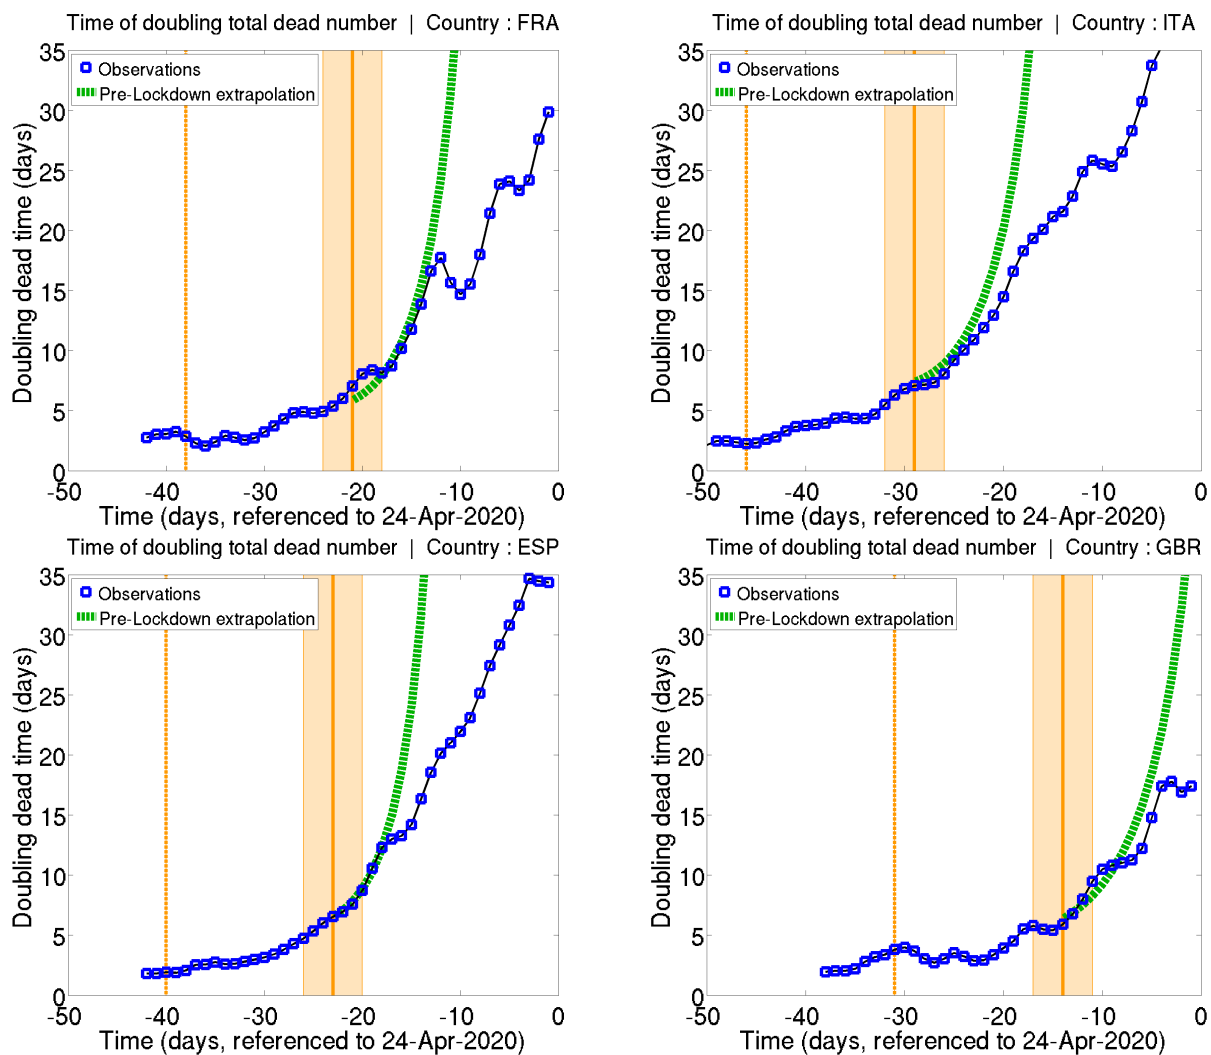 Time of doubling total dead number | Country : FRA
35
30
25
20
15
10
5
0
Doubling dead time (days)
Observations
Pre-Lockdown extrapolation
-50 -40 -30 -20 -10 0
Time (days, referenced to 24-Apr-2020)
Time of doubling total dead number | Country : ITA
35
30
25
20
15
10
5
0
Doubling dead time (days)
Observations
Pre-Lockdown extrapolation
-50 -40 -30 -20 -10 0
Time (days, referenced to 24-Apr-2020)
Time of doubling total dead number | Country : ESP
35
30
25
20
15
10
5
0
Doubling dead time (days)
Observations
Pre-Lockdown extrapolation
-50 -40 -30 -20 -10 0
Time (days, referenced to 24-Apr-2020)
Time of doubling total dead number | Country : GBR
35
30
25
20
15
10
5
0
Doubling dead time (days)
Observations
Pre-Lockdown extrapolation
-50 -40 -30 -20 -10 0
Time (days, referenced to 24-Apr-2020)